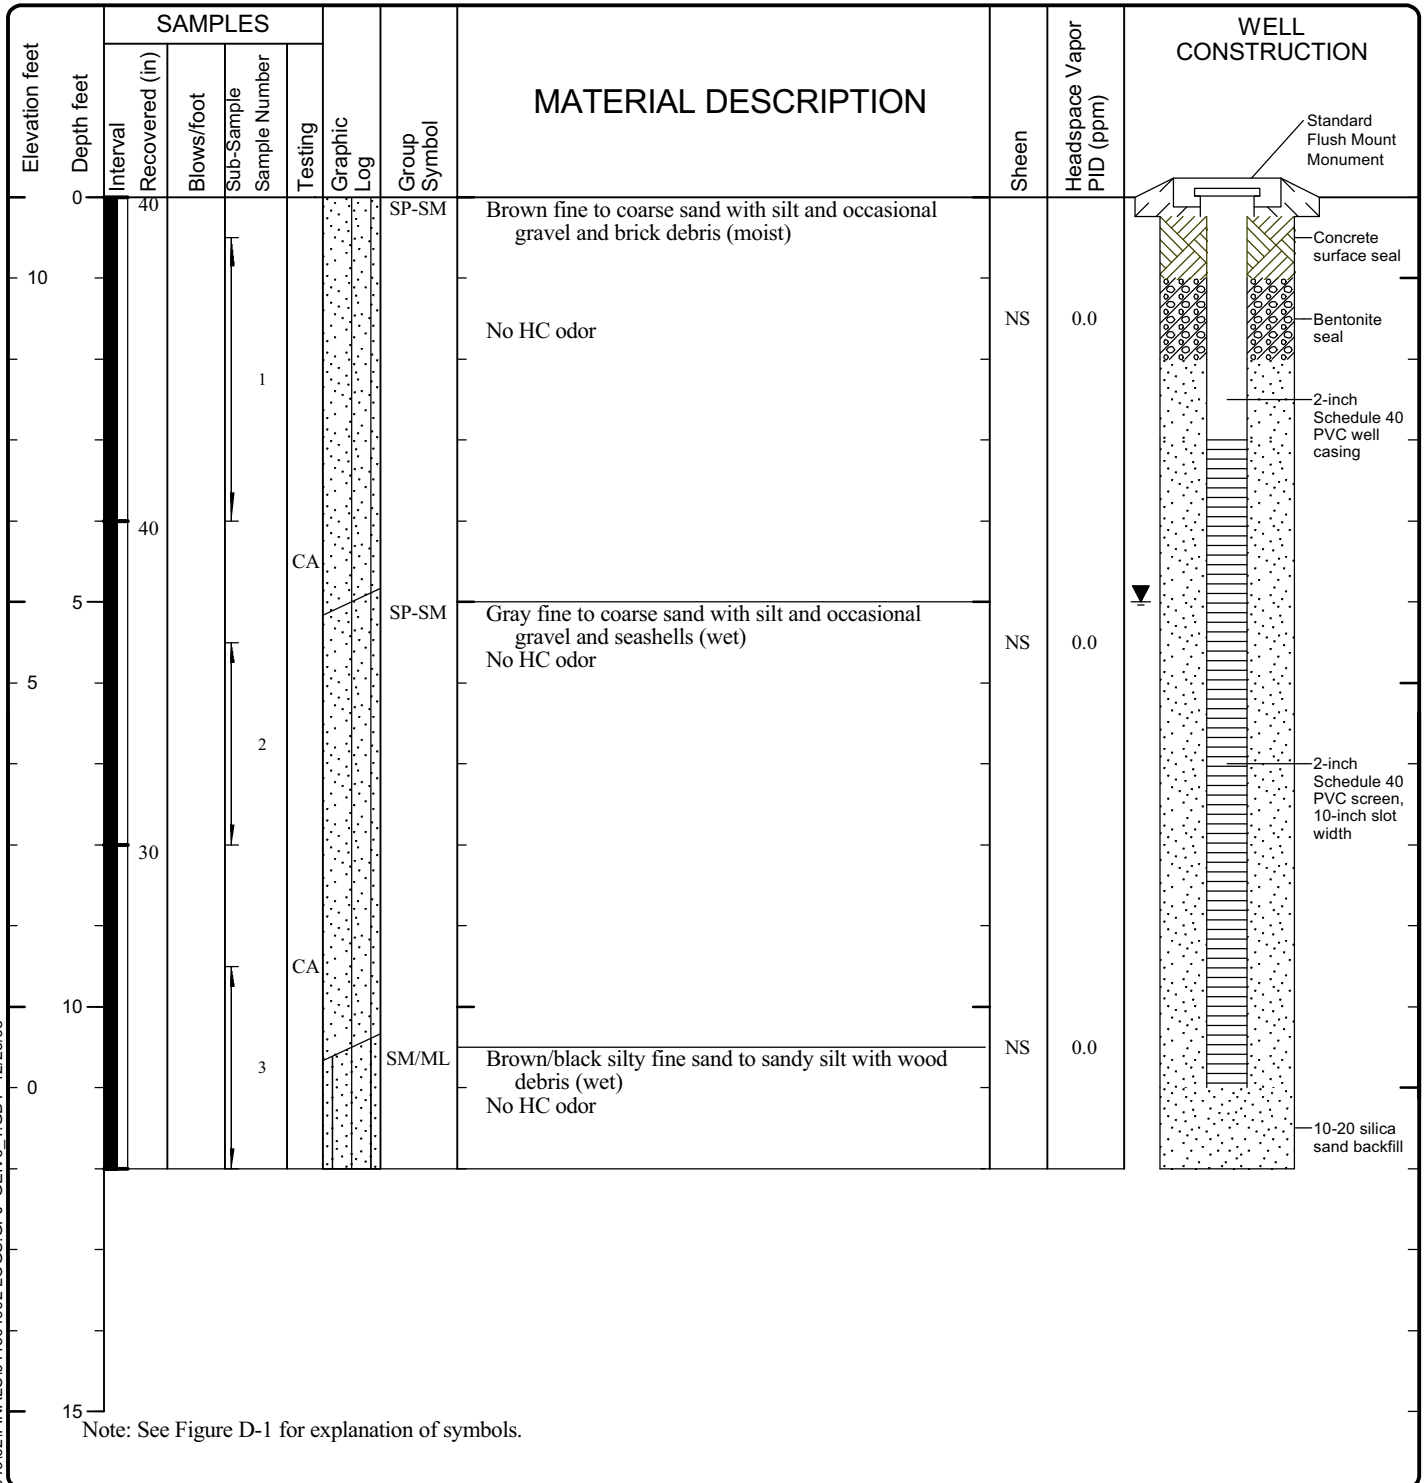 SAMPLES
WELL
CONSTRUCTION
MATERIAL DESCRIPTION
Elevation feet
Depth feet
Interval
Recovered (in)
Blows/foot
Sub-Sample
Sample Number
Testing
Graphic
Log
Group
Symbol
Sheen
Headspace Vapor
PID (ppm)
Standard
Flush Mount
Monument
0
40
SP-SM
Brown fine to coarse sand with silt and occasional
gravel and brick debris (moist)
Concrete
surface seal
10
No HC odor
NS
0.0
Bentonite
seal
1
2-inch
Schedule 40
PVC well
casing
40
CA
5
SP-SM
Gray fine to coarse sand with silt and occasional
gravel and seashells (wet)
No HC odor
NS
0.0
5
2
2-inch
Schedule 40
PVC screen,
10-inch slot
width
30
CA
10
SM/ML
Brown/black silty fine sand to sandy silt with wood
debris (wet)
No HC odor
NS
0.0
3
0
10-20 silica
sand backfill
15
Note: See Figure D-1 for explanation of symbols.